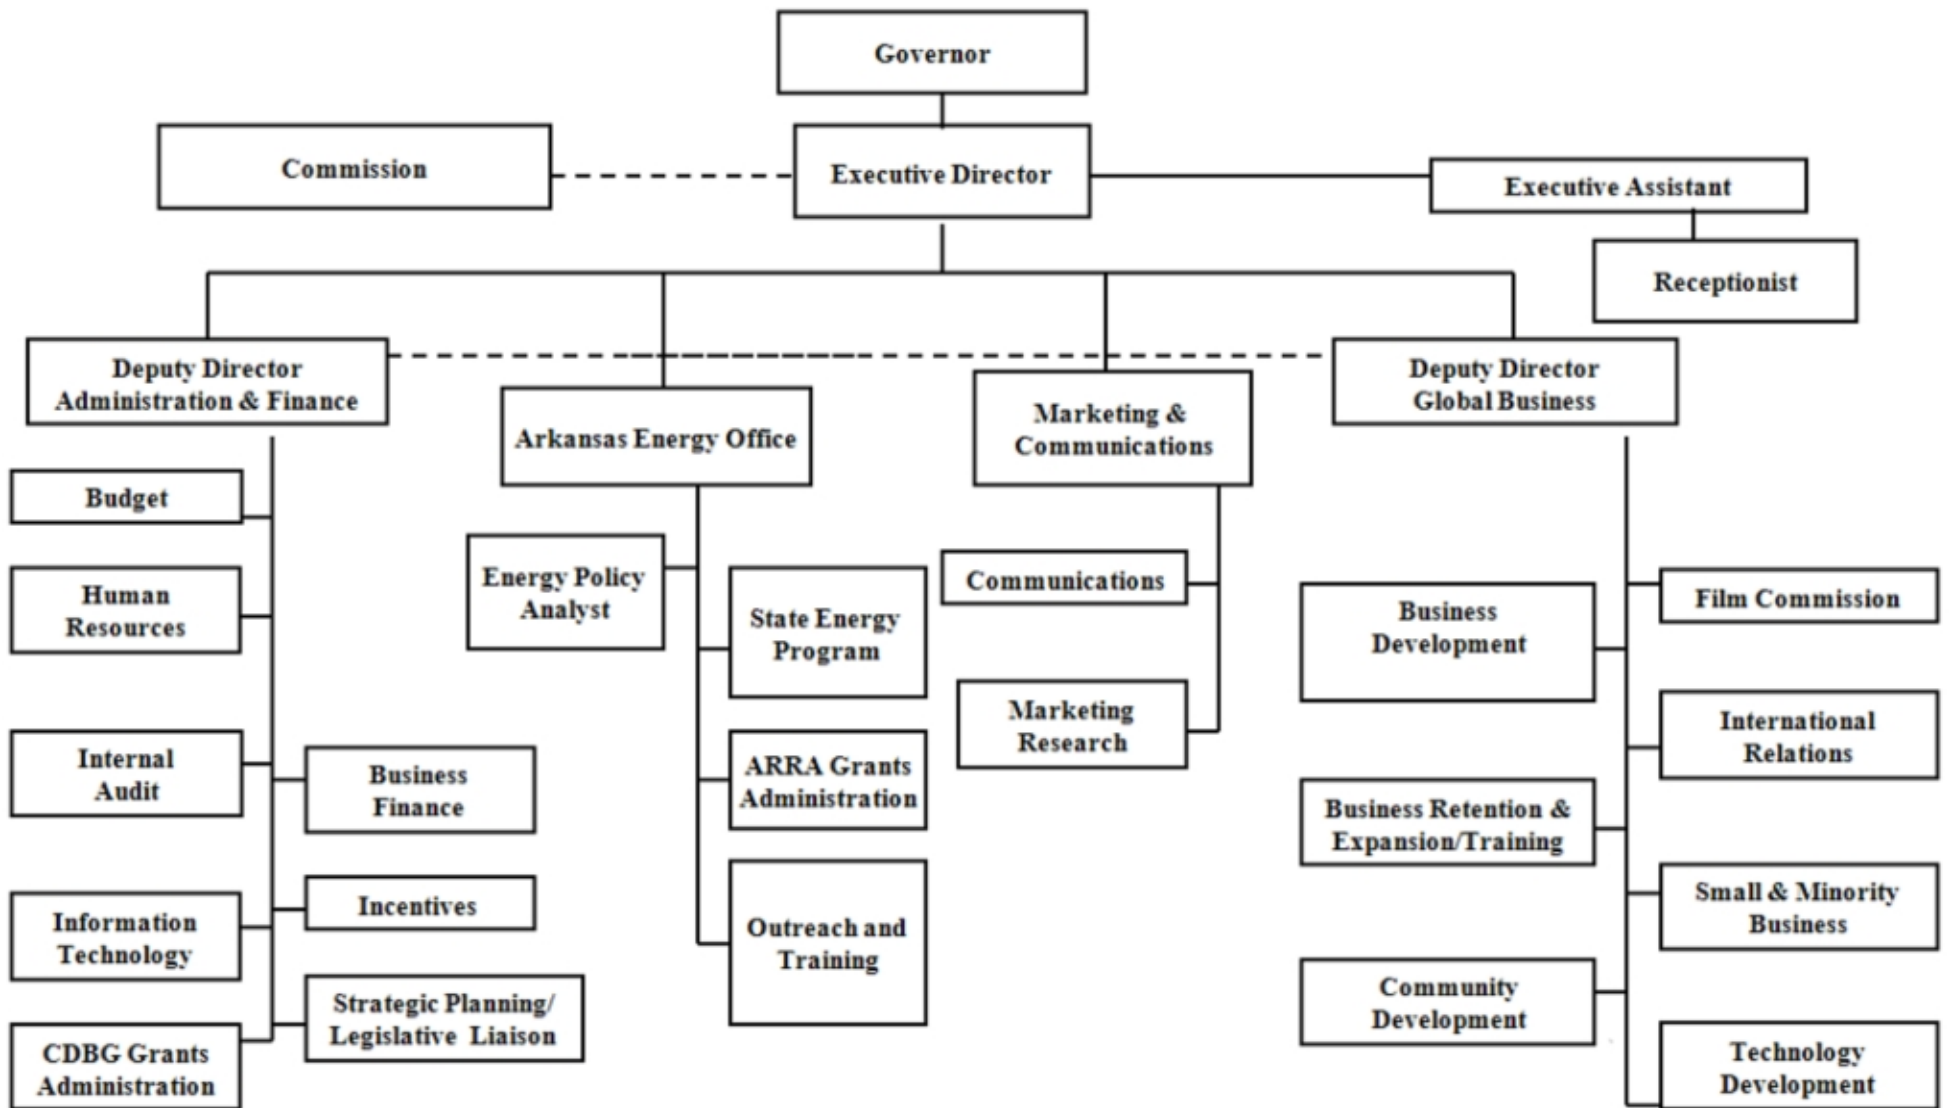 Governor
Commission
Executive Director
Executive Assistant
Receptionist
Deputy Director
Administration & Finance
Arkansas Energy Office
Marketing &
Communications
Deputy Director
Global Business
Budget
Human
Resources
Internal
Audit
Business
Finance
Information
Technology
Incentives
Strategic Planning/
Legislative Liaison
CDBG Grants
Administration
Energy Policy
Analyst
State Energy
Program
ARRA Grants
Administration
Outreach and
Training
Communications
Marketing
Research
Business
Development
Film Commission
International
Relations
Business Retention &
Expansion/Training
Small & Minority
Business
Community
Development
Technology
Development